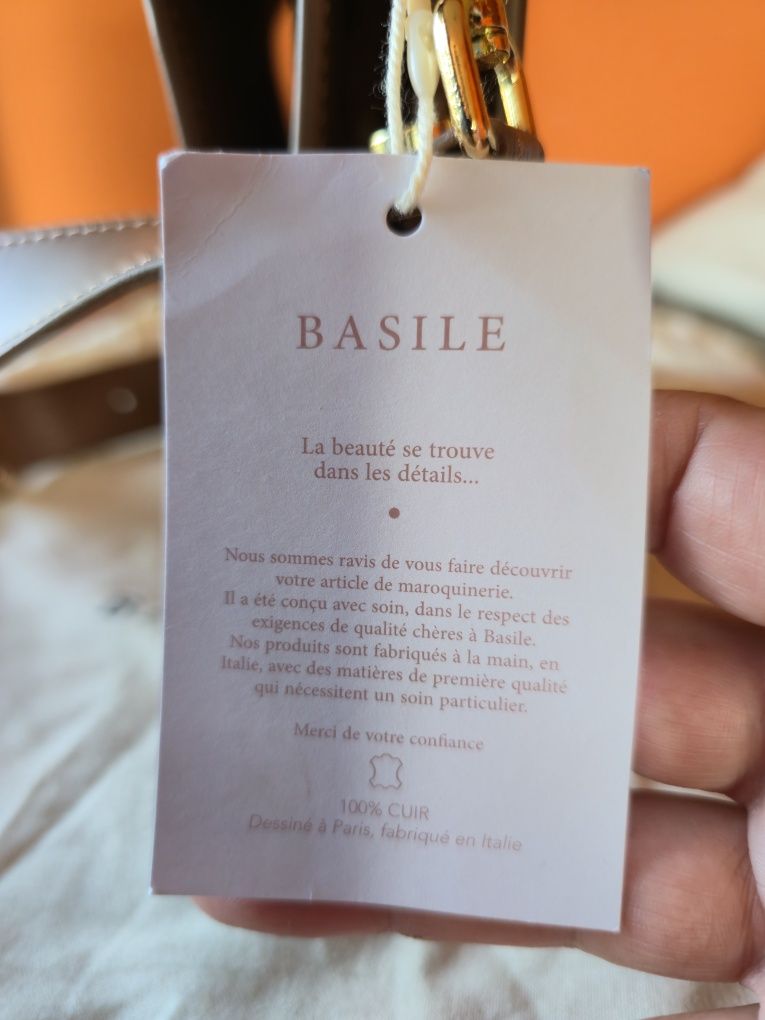 BASILE
La beauté se trouve
dans les détails...
Nous sommes ravis de vous faire découvrir
votre article de maroquinerie.
Il a été conçu avec soin, dans le respect des
exigences de qualité chères à Basile.
Nos produits sont fabriqués à la main, en
Italie, avec des matières de première qualité
qui nécessitent un soin particulier.
Merci de votre confiance
100% CUIR
Dessiné à Paris, fabriqué en Italie